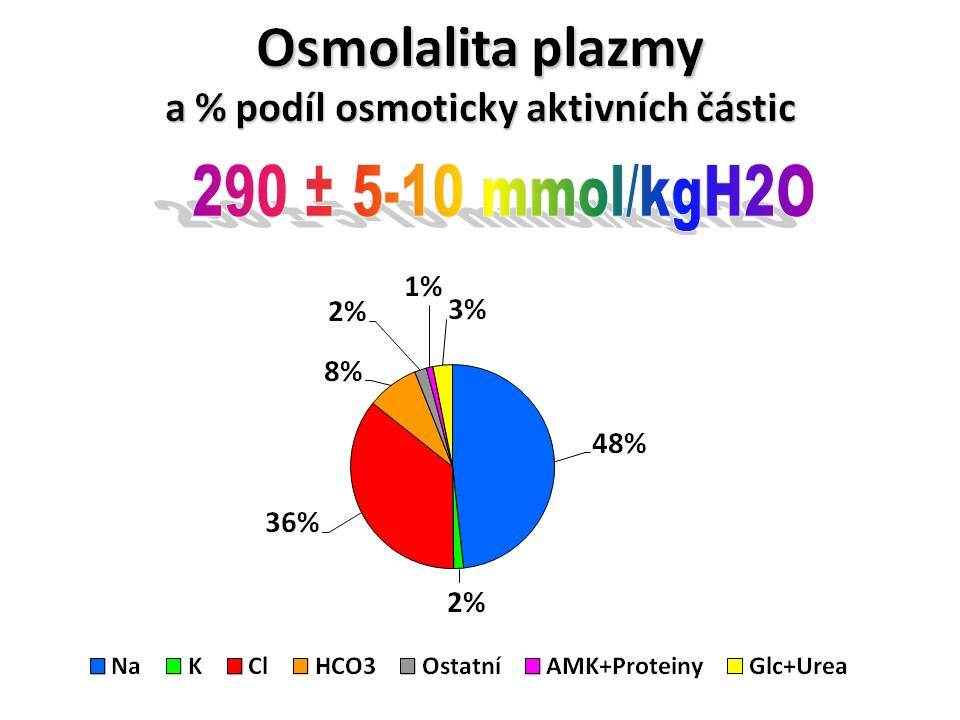 Osmolalita plazmy
a % podíl osmoticky aktivních částic
290 ± 5-10 mmol/kgH2O
1%
2%
3%
8%
48%
36%
2%
Na K Cl HCO3 Ostatní AMK+Proteiny Glc+Urea